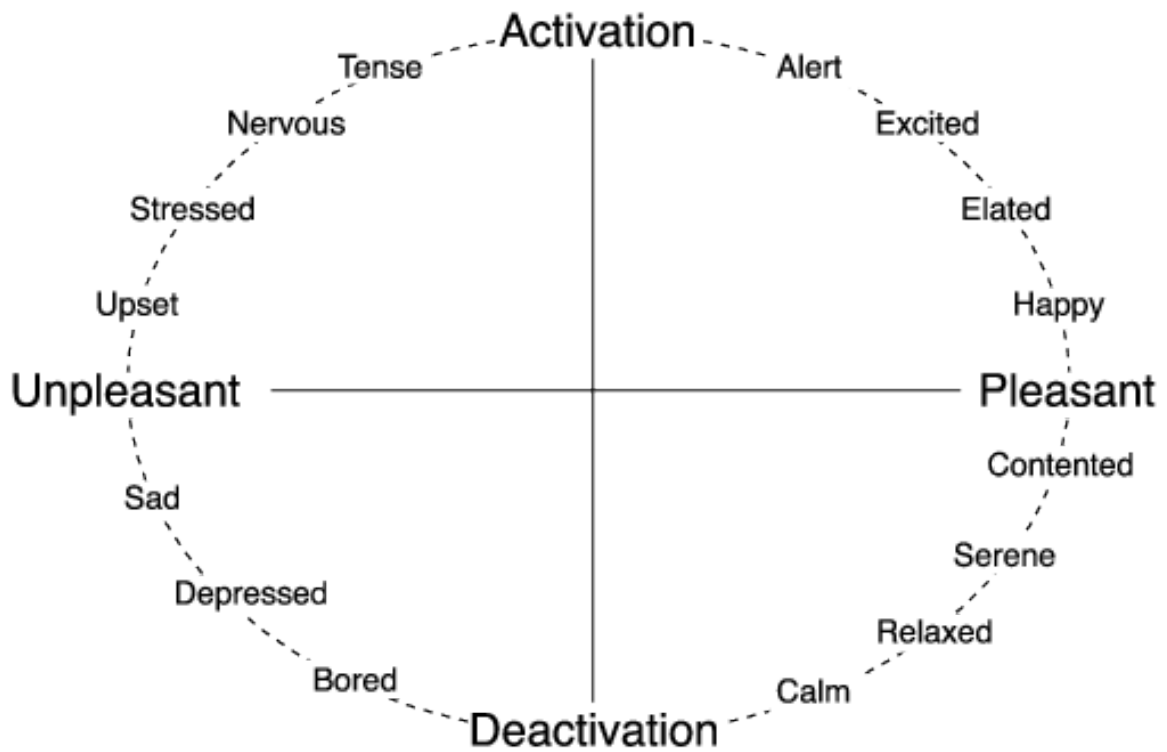 Activation
Tense
Alert
Nervous
Excited
Stressed
Elated
Upset
Happy
Unpleasant
Pleasant
Contented
Sad
Serene
Depressed
Relaxed
Bored
Calm
Deactivation